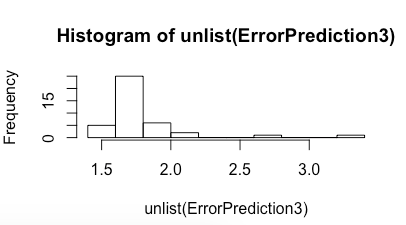 Histogram of unlist(ErrorPrediction3)
Frequency
15
0
1.5 2.0 2.5 3.0
unlist(ErrorPrediction3)